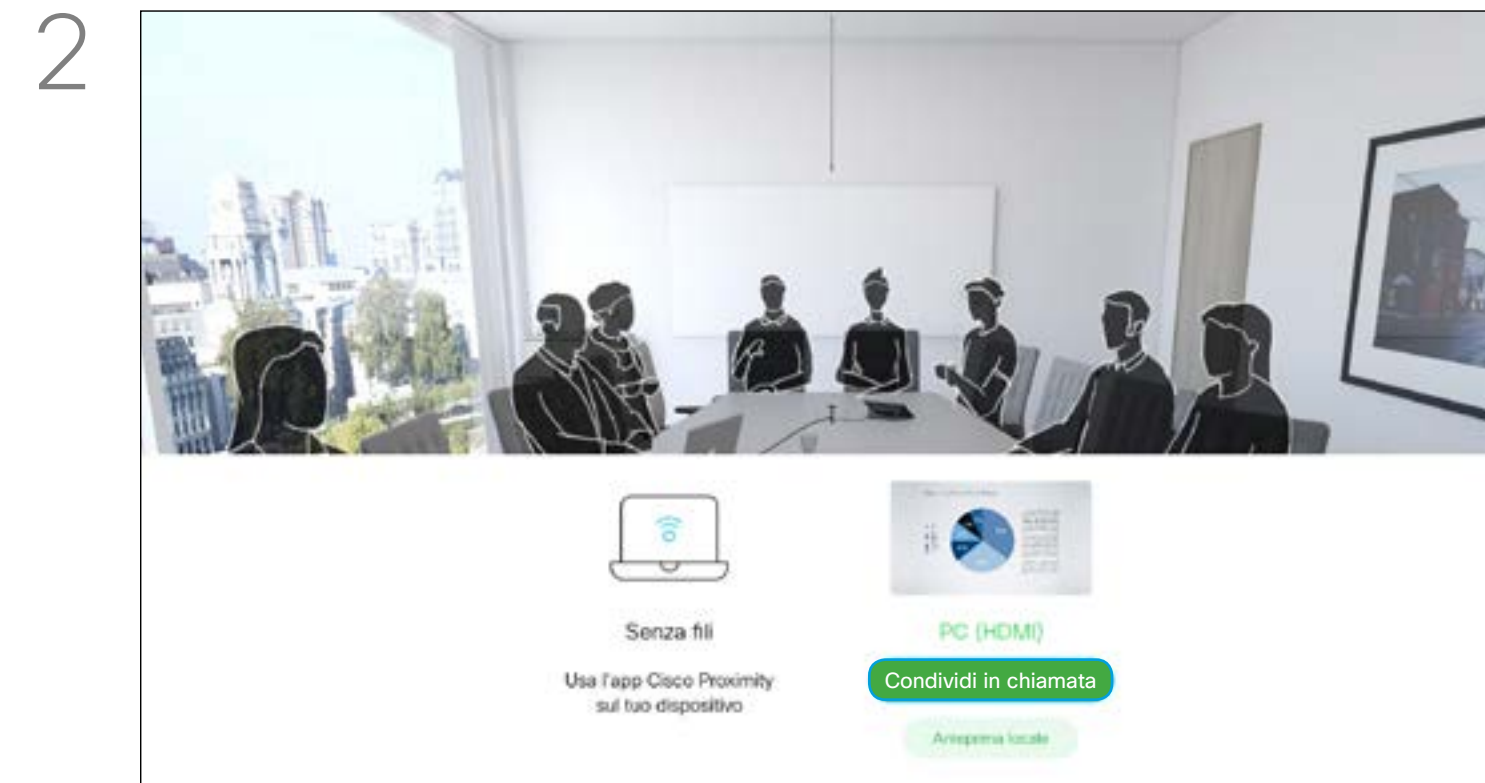 2
Senza fili
PC (HDMI)
Usa l'app Cisco Proximity
sul tuo dispositivo
Condividi in chiamata
Anteprima locale